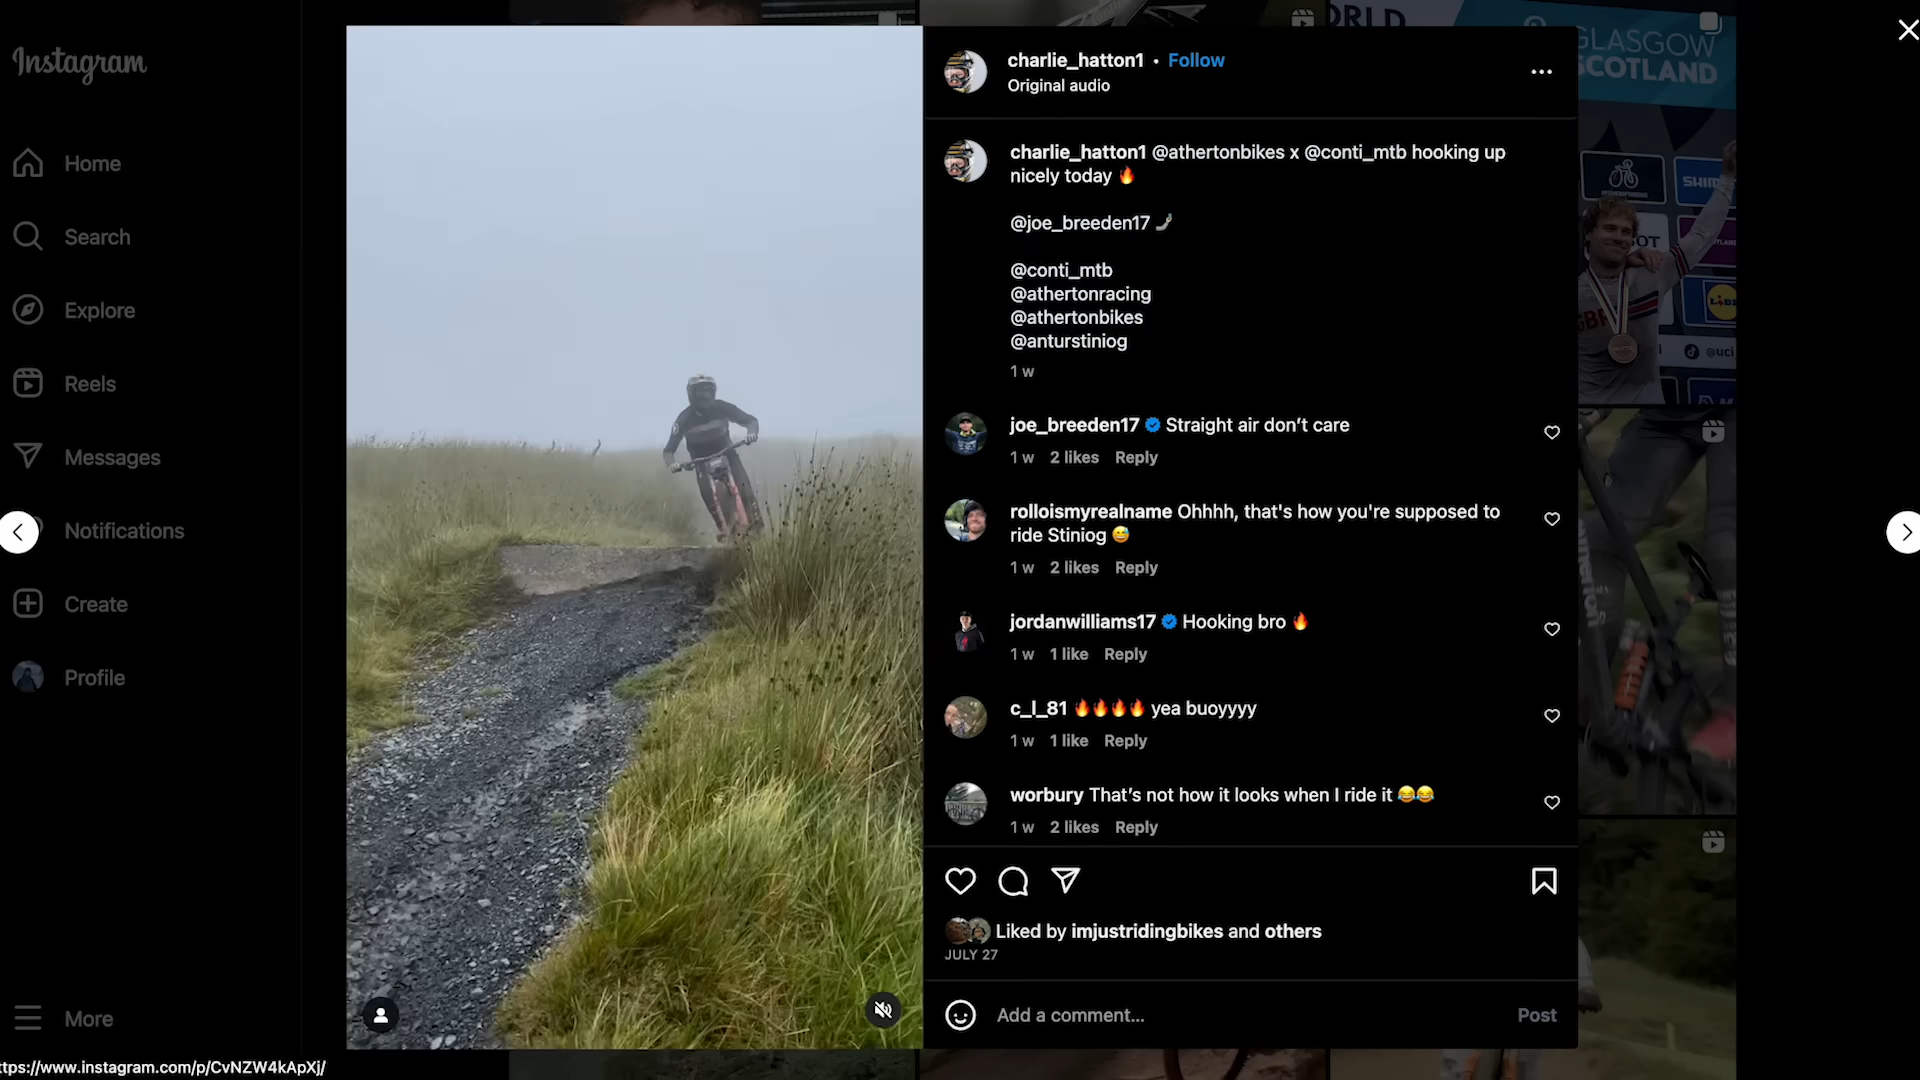 Instagram
Home
Search
Explore
Reels
Messages
Notifications
Create
Profile
More
ttps://www.instagram.com/p/CvNZW4kApXj/
charlie_hatton1 • Follow
Original audio
charlie_hatton1 @athertonbikes x @conti_mtb hooking up
nicely today 🔥
@joe_breeden17 🤳
@conti_mtb
@athertonracing
@athertonbikes
@anturstiniog
1 w
joe_breeden17 Straight air don’t care
1 w 2 likes Reply
rolloismyrealname Ohhhh, that's how you're supposed to
ride Stiniog 😅
1 w 2 likes Reply
jordanwilliams17 Hooking bro 🔥
1 w 1 like Reply
c_l_81 🔥🔥🔥🔥 yea buoyyyy
1 w 1 like Reply
worbury That’s not how it looks when I ride it 😂😂
1 w 2 likes Reply
Liked by imjustridingbikes and others
JULY 27
Add a comment...
Post
GLASGOW
SCOTLAND
LIDL
@uci